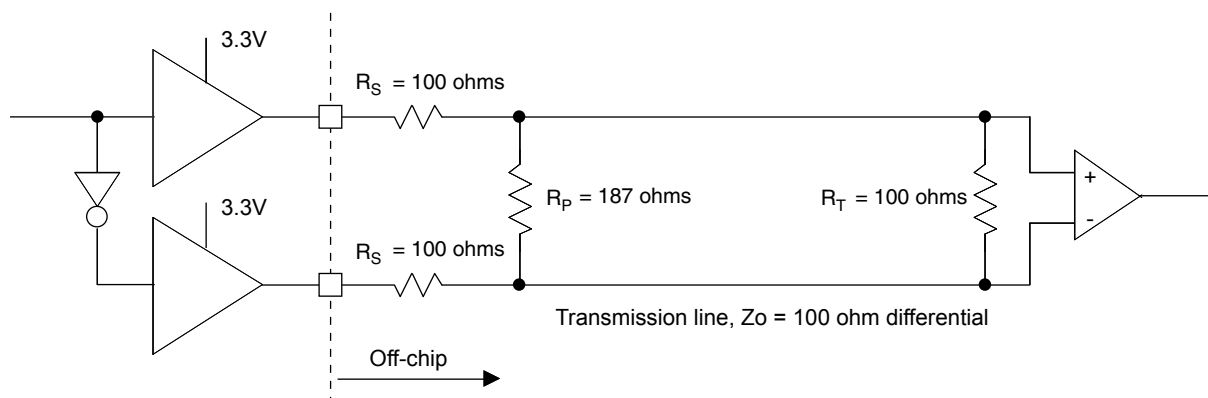 3.3V
R_S = 100 ohms
R_P = 187 ohms
R_T = 100 ohms
+
-
3.3V
R_S = 100 ohms
Transmission line, Zo = 100 ohm differential
Off-chip